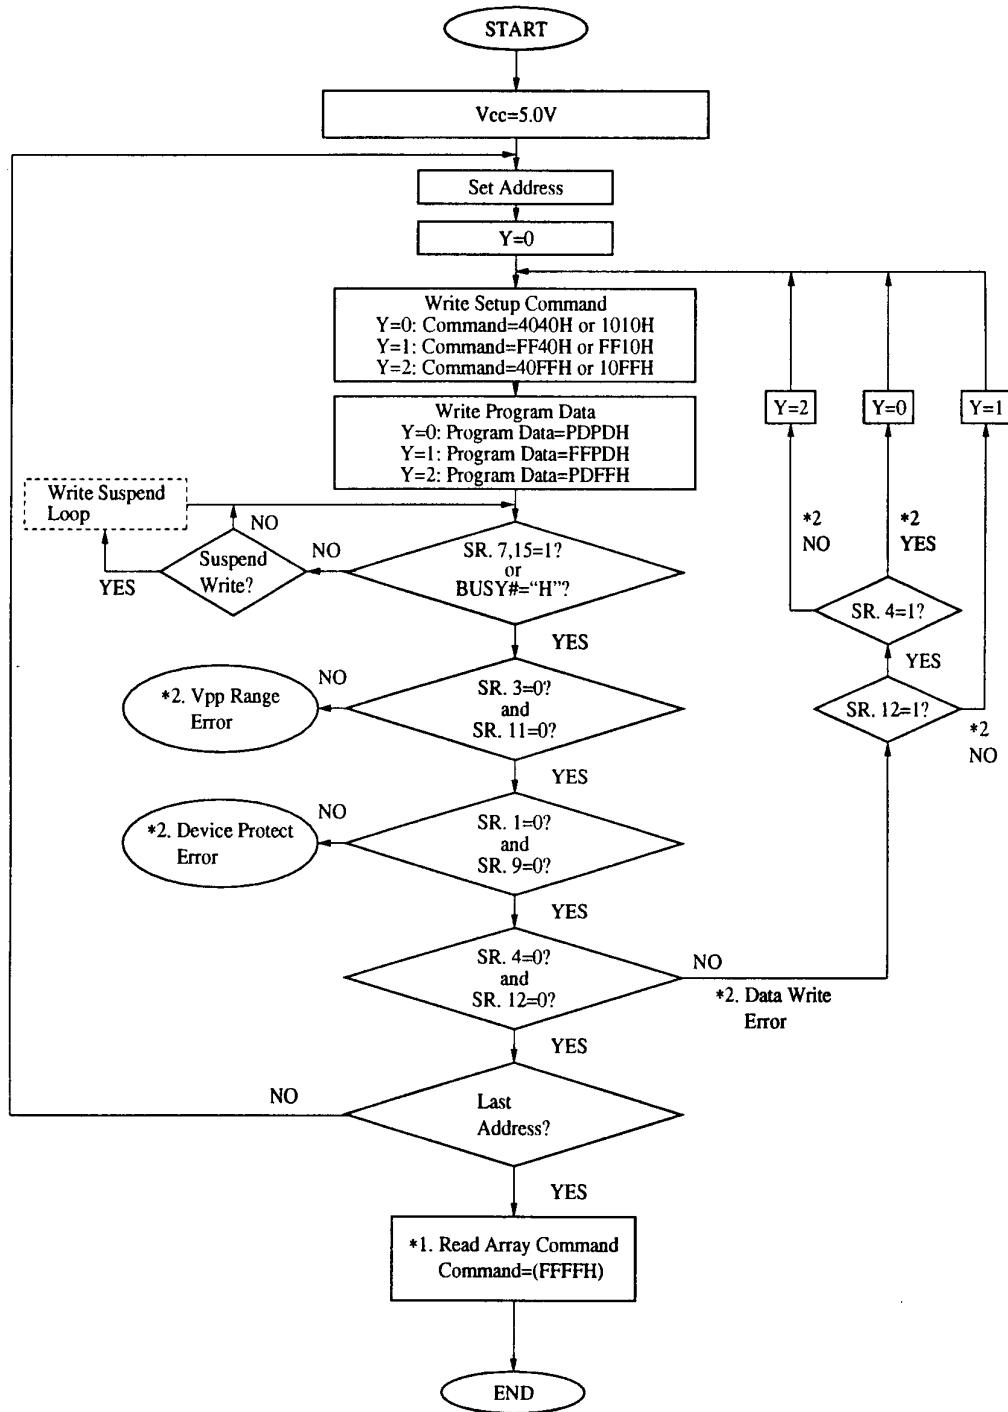 START
Vcc=5.0V
Set Address
Y=0
Write Setup Command
Y=0: Command=4040H or 1010H
Y=1: Command=FF40H or FF10H
Y=2: Command=40FFH or 10FFH
Y=2
Y=0
Y=1
Write Program Data
Y=0: Program Data=PDPDH
Y=1: Program Data=FFPDH
Y=2: Program Data=PDFFH
Write Suspend
Loop
NO
*2
NO
*2
YES
Suspend
Write?
YES
NO
SR. 7,15=1?
or
BUSY#="H"?
SR. 4=1?
YES
YES
*2. Vpp Range
Error
NO
SR. 3=0?
and
SR. 11=0?
SR. 12=1?
*2
NO
YES
*2. Device Protect
Error
NO
SR. 1=0?
and
SR. 9=0?
YES
SR. 4=0?
and
SR. 12=0?
NO
*2. Data Write
Error
YES
NO
Last
Address?
YES
*1. Read Array Command
Command=(FFFFH)
END